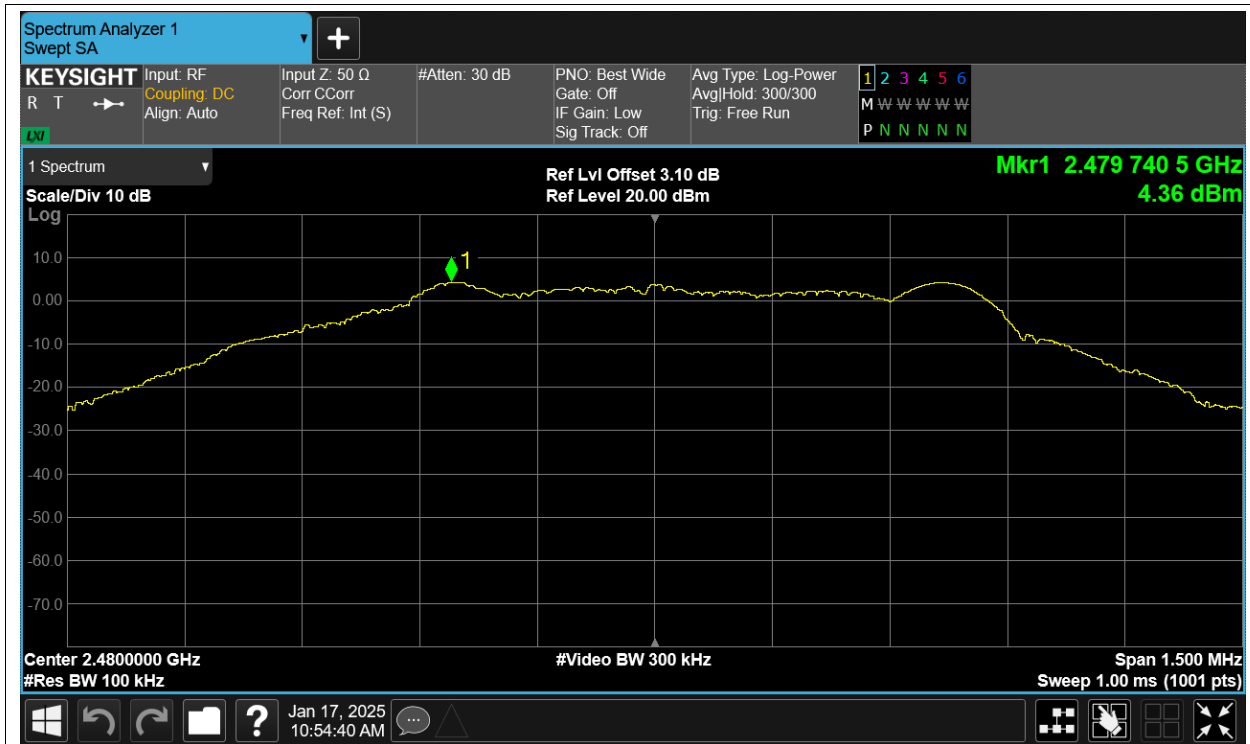 Spectrum Analyzer 1
Swept SA
KEYSIGHT
R T
LXI
Input: RF
Coupling: DC
Align: Auto
Input Z: 50 Ω
Corr CCorr
Freq Ref: Int (S)
#Atten: 30 dB
PNO: Best Wide
Gate: Off
IF Gain: Low
Sig Track: Off
Avg Type: Log-Power
Avg|Hold: 300/300
Trig: Free Run
1 2 3 4 5 6
M W W W W W
P N N N N N
1 Spectrum
Scale/Div 10 dB
Ref Lvl Offset 3.10 dB
Ref Level 20.00 dBm
Mkr1 2.479 740 5 GHz
4.36 dBm
Log
10.0
0.00
-10.0
-20.0
-30.0
-40.0
-50.0
-60.0
-70.0
1
Center 2.4800000 GHz
#Res BW 100 kHz
#Video BW 300 kHz
Span 1.500 MHz
Sweep 1.00 ms (1001 pts)
?
Jan 17, 2025
10:54:40 AM